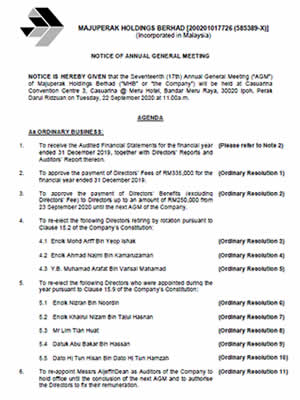 MAJUPERAK HOLDINGS BERHAD [200201017726 (585389-X)]
(Incorporated in Malaysia)
NOTICE OF ANNUAL GENERAL MEETING
NOTICE IS HEREBY GIVEN that the Seventeenth (17th) Annual General Meeting ("AGM")
of Majuperak Holdings Berhad ("MHB" or "the Company") will be held at Casuarina
Convention Centre 3, Casuarina @ Meru Hotel, Bandar Meru Raya, 30020 Ipoh, Perak
Darul Ridzuan on Tuesday, 22 September 2020 at 11.00a.m.
AGENDA
As ORDINARY BUSINESS:
1. To receive the Audited Financial Statements for the financial year (Please refer to Note 2)
ended 31 December 2019, together with Directors' Reports and
Auditors' Report thereon.
2. To approve the payment of Directors' Fees of RM335,000 for the (Ordinary Resolution 1)
financial year ended 31 December 2019.
3. To approve the payment of Directors' Benefits (excluding (Ordinary Resolution 2)
Directors' Fee) to Directors up to an amount of RM250,000 from
23 September 2020 until the next AGM of the Company.
4. To re-elect the following Directors retiring by rotation pursuant to
Clause 15.2 of the Company's Constitution:
4.1 Encik Mohd Ariff Bin Yeop Ishak (Ordinary Resolution 3)
4.2 Encik Ahmad Najmi Bin Kamaruzaman (Ordinary Resolution 4)
4.3 Y.B. Muhamad Arafat Bin Varisai Mahamad (Ordinary Resolution 5)
5. To re-elect the following Directors who were appointed during the
year pursuant to Clause 15.9 of the Company's Constitution:
5.1 Encik Nizran Bin Noordin (Ordinary Resolution 6)
5.2 Encik Khairul Nizam Bin Tajul Hasnan (Ordinary Resolution 7)
5.3 Mr Lim Tian Huat (Ordinary Resolution 8)
5.4 Datuk Abu Bakar Bin Hassan (Ordinary Resolution 9)
5.5 Dato Hj Tun Hisan Bin Dato Hj Tun Hamzah (Ordinary Resolution 10)
6. To re-appoint Messrs AljeffriDean as Auditors of the Company to (Ordinary Resolution 11)
hold office until the conclusion of the next AGM and to authorise
the Directors to fix their remuneration.